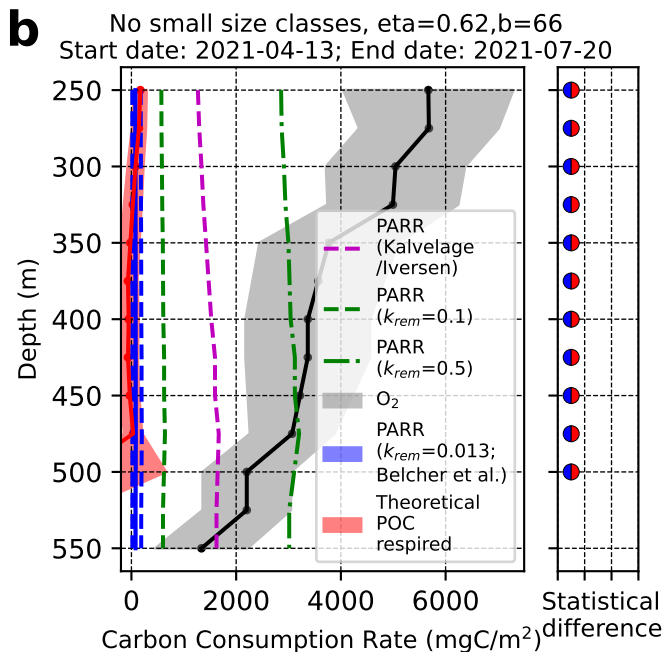 b
No small size classes, eta=0.62,b=66
Start date: 2021-04-13; End date: 2021-07-20
250
300
350
400
450
500
550
Depth (m)
PARR
(Kalvelage
/Iversen)
PARR
(k_rem=0.1)
PARR
(k_rem=0.5)
O₂
PARR
(k_rem=0.013;
Belcher et al.)
Theoretical
POC
respired
0 2000 4000 6000
Carbon Consumption Rate (mgC/m²)
Statistical
difference